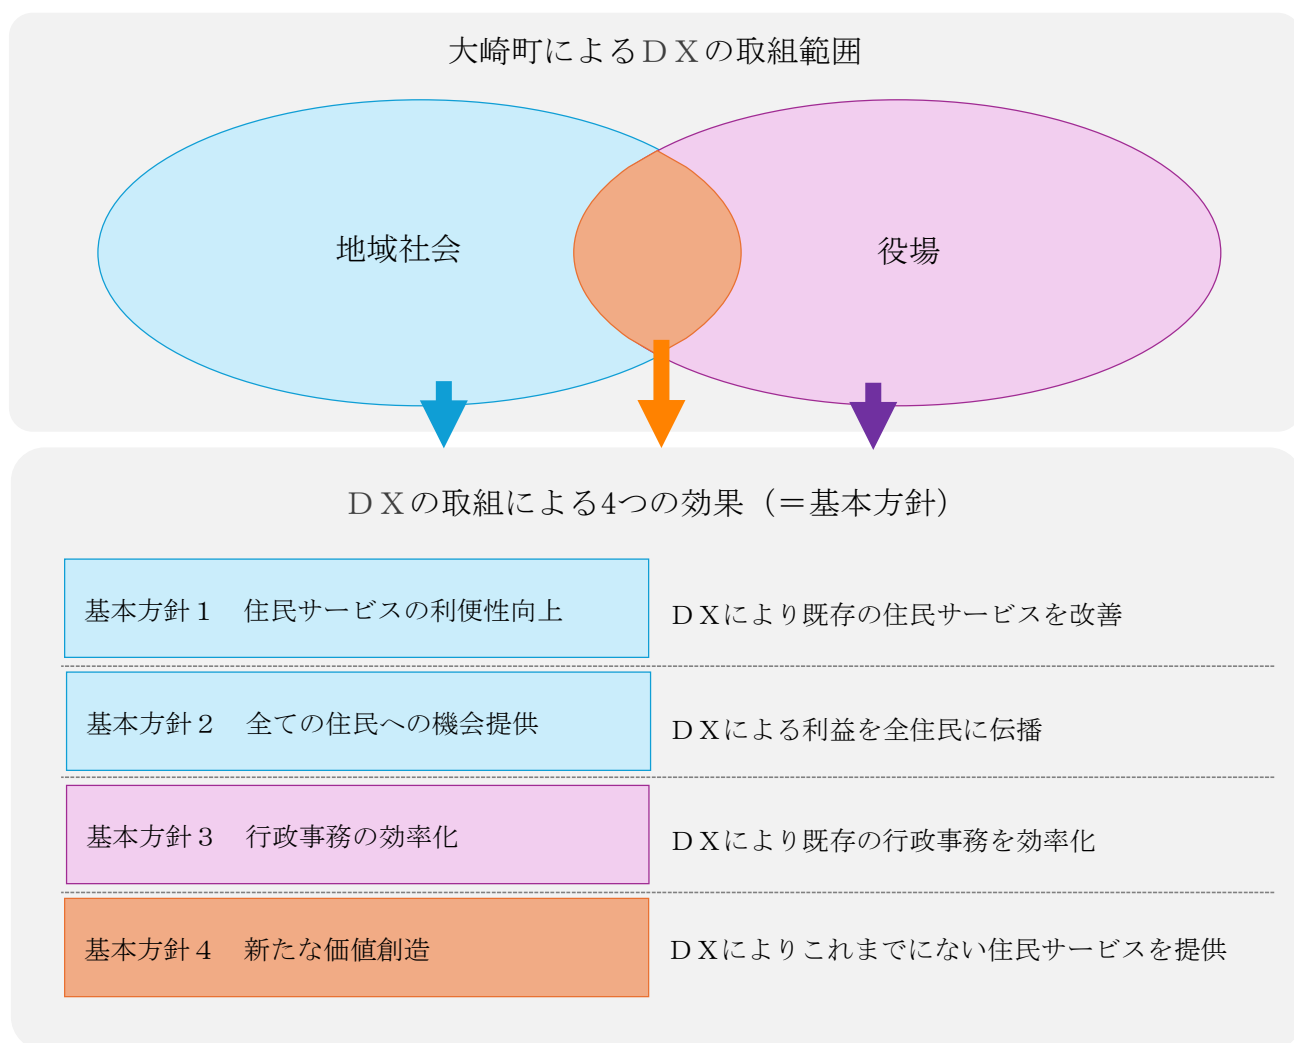 大崎町によるＤＸの取組範囲
地域社会
役場
ＤＸの取組による4つの効果（＝基本方針）
基本方針１　住民サービスの利便性向上
ＤＸにより既存の住民サービスを改善
基本方針２　全ての住民への機会提供
ＤＸによる利益を全住民に伝播
基本方針３　行政事務の効率化
ＤＸにより既存の行政事務を効率化
基本方針４　新たな価値創造
ＤＸによりこれまでにない住民サービスを提供